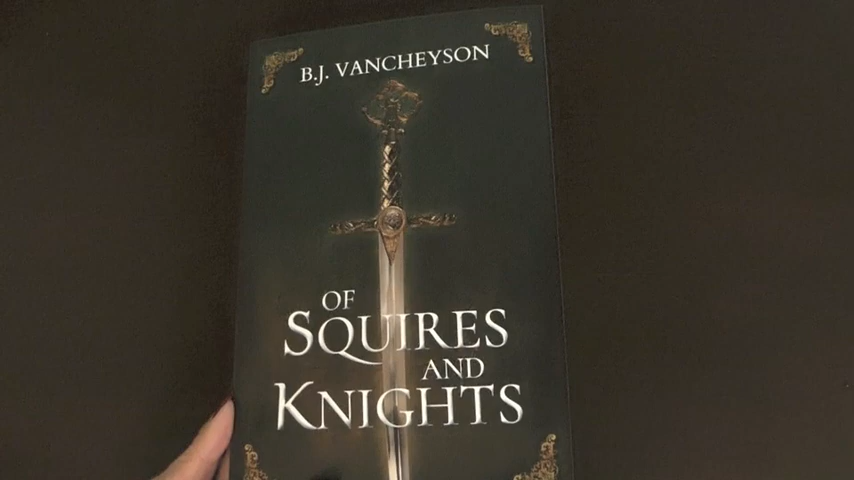 B.J. VANCHEYSON
OF
SQUIRES
AND
KNIGHTS